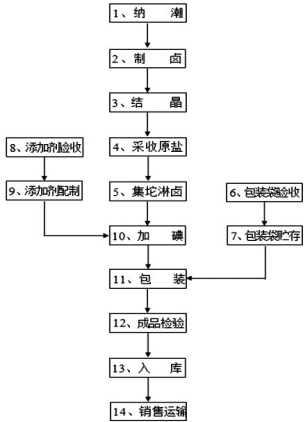 1、纳 潮
2、制 卤
3、结 晶
8、添加剂验收
4、采收原盐
9、添加剂配制
5、集坨淋卤
6、包装袋验收
10、加 碘
7、包装袋贮存
11、包 装
12、成品检验
13、入 库
14、销售运输